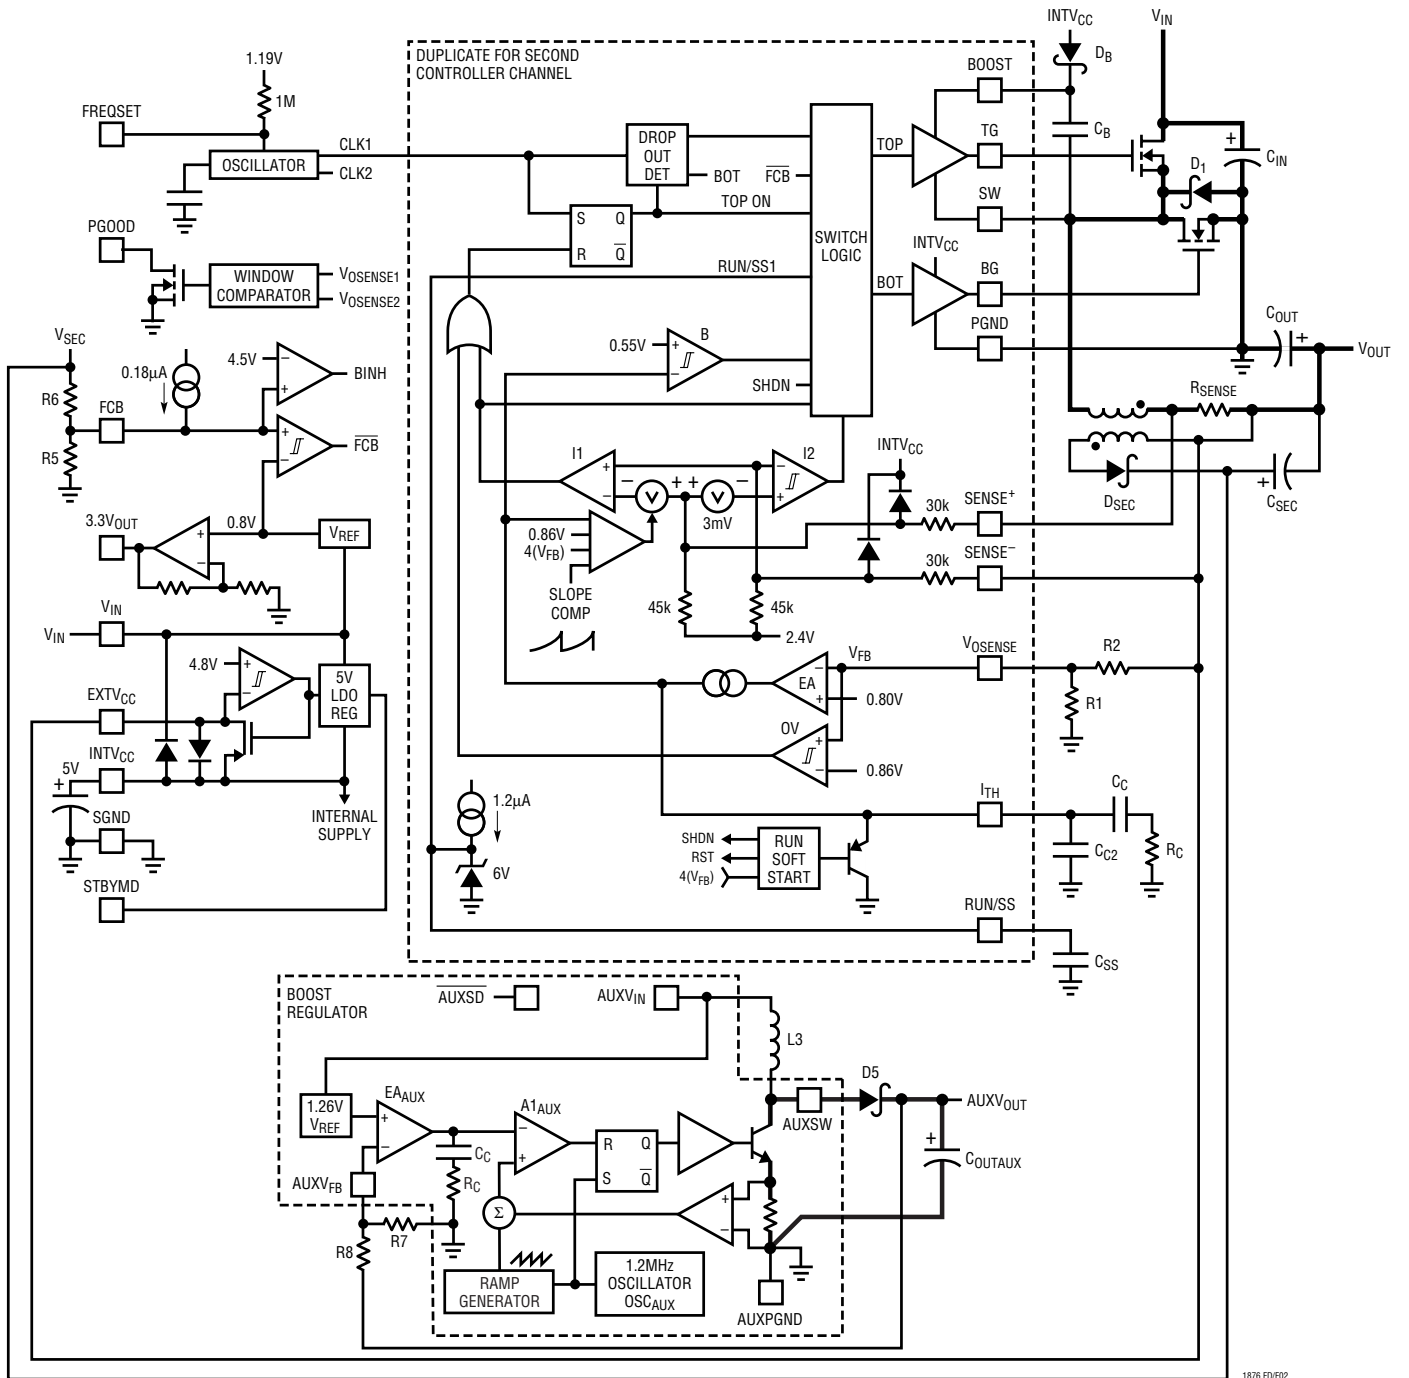 DUPLICATE FOR SECOND
CONTROLLER CHANNEL
INTVCC
VIN
DB
BOOST
1.19V
1M
FREQSET
OSCILLATOR
CLK1
CLK2
DROP
OUT
DET
BOT
FCB
TOP ON
TOP
TG
CB
CIN
D1
SW
S
Q
R
Q
SWITCH
LOGIC
INTVCC
PGOOD
WINDOW
COMPARATOR
VOSENSE1
VOSENSE2
RUN/SS1
BOT
BG
PGND
COUT
+
VOUT
VSEC
0.18µA
4.5V
BINH
0.55V
B
SHDN
RSENSE
R6
FCB
FCB
R5
I1
I2
INTVCC
DSEC
CSEC
3mV
30k
SENSE+
30k
SENSE–
3.3VOUT
0.8V
VREF
0.86V
4(VFB)
SLOPE
COMP
45k
45k
2.4V
VIN
VIN
4.8V
5V
LDO
REG
EXTVCC
VFB
VOSENSE
R2
EA
0.80V
R1
INTVCC
5V
OV
0.86V
INTERNAL
SUPPLY
SGND
1.2µA
6V
ITH
CC
SHDN
RST
4(VFB)
RUN
SOFT
START
CC2
RC
STBYMD
RUN/SS
CSS
BOOST
REGULATOR
AUXSD
AUXVIN
L3
D5
AUXVOUT
1.26V
VREF
EAAUX
A1AUX
AUXSW
CC
RC
R
Q
S
Q
COUTAUX
AUXVFB
Σ
R7
R8
RAMP
GENERATOR
1.2MHz
OSCILLATOR
OSCAUX
AUXPGND
1876 FD/F02